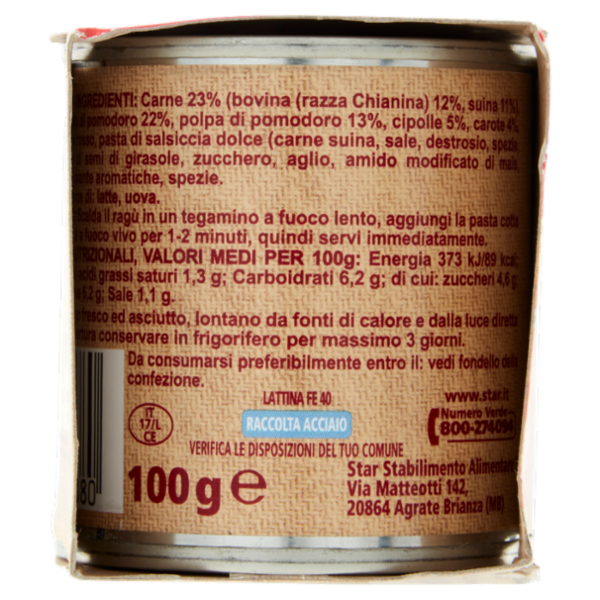 INGREDIENTI: Carne 23% (bovina (razza Chianina) 12%, suina 11%),
di pomodoro 22%, polpa di pomodoro 13%, cipolle 5%, carote 4%,
pasta di salsiccia dolce (carne suina, sale, destrosio, spezie
di semi di girasole, zucchero, aglio, amido modificato di mais,
aromatiche, spezie.
di: latte, uova.
Scalda il ragù in un tegamino a fuoco lento, aggiungi la pasta cotta
a fuoco vivo per 1-2 minuti, quindi servi immediatamente.
VALORI MEDI PER 100g: Energia 373 kJ/89 kcal;
acidi grassi saturi 1,3 g; Carboidrati 6,2 g; di cui: zuccheri 4,6 g;
6,2 g; Sale 1,1 g.
fresco ed asciutto, lontano da fonti di calore e dalla luce diretta
conservare in frigorifero per massimo 3 giorni.
Da consumarsi preferibilmente entro il: vedi fondello della
confezione.
LATTINA FE 40
RACCOLTA ACCIAIO
VERIFICA LE DISPOSIZIONI DEL TUO COMUNE
www.star.it
Numero Verde
800-274094
IT
17/L
CE
80
100 g e
Star Stabilimento Alimentare
Via Matteotti 142,
20864 Agrate Brianza (MB)